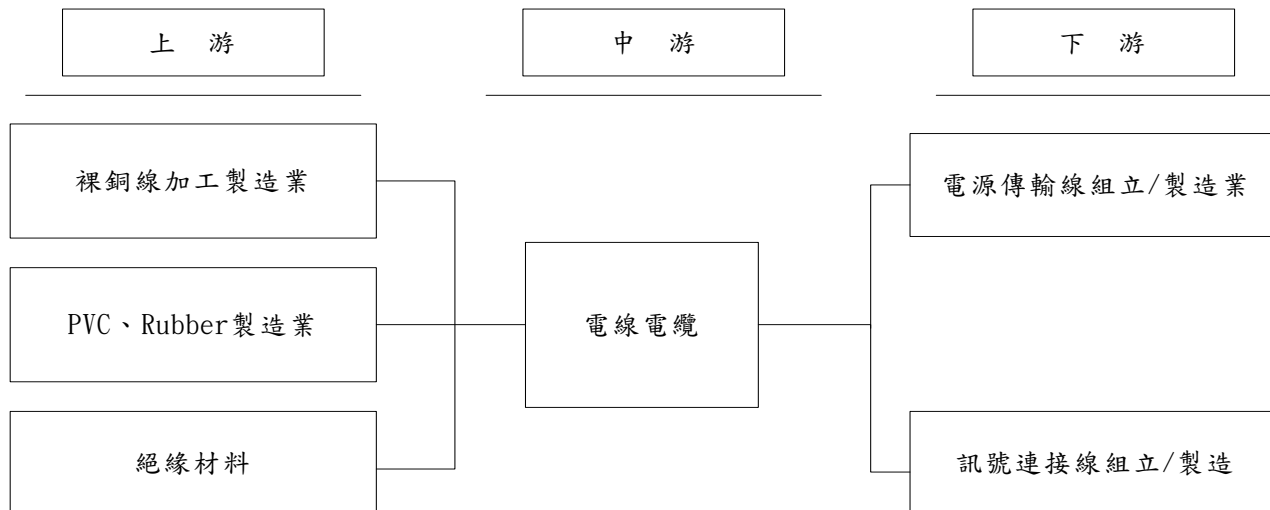 上 游
中 游
下 游
裸銅線加工製造業
電源傳輸線組立/製造業
PVC、Rubber製造業
電線電纜
絕緣材料
訊號連接線組立/製造